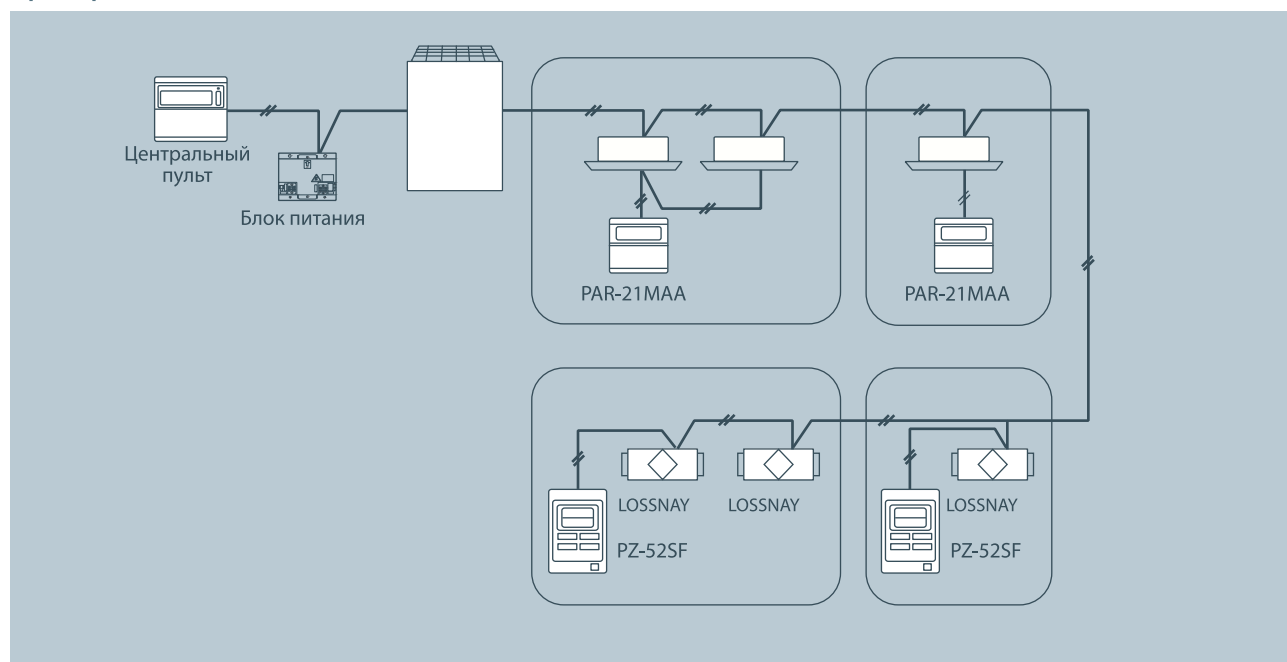 Центральный
пульт
Блок питания
PAR-21MAA
PAR-21MAA
LOSSNAY
LOSSNAY
LOSSNAY
PZ-52SF
PZ-52SF